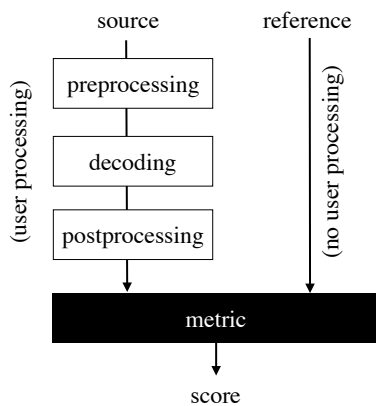 source
reference
(user processing)
preprocessing
decoding
postprocessing
(no user processing)
metric
score